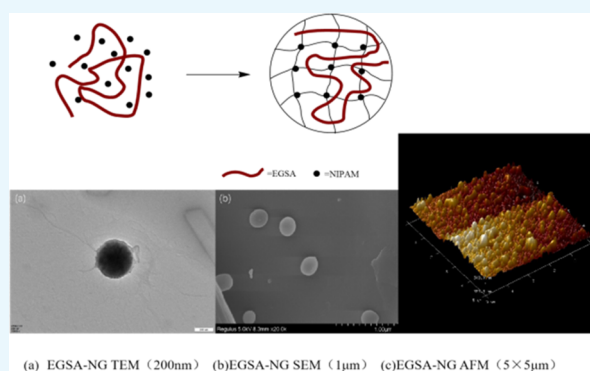 =EGSA =NIPAM
(a)
(b)
Regulus 5.0kV 8.3mm x20.0k 1.00μm
(a) EGSA-NG TEM（200nm） (b)EGSA-NG SEM（1μm） (c)EGSA-NG AFM（5×5μm）